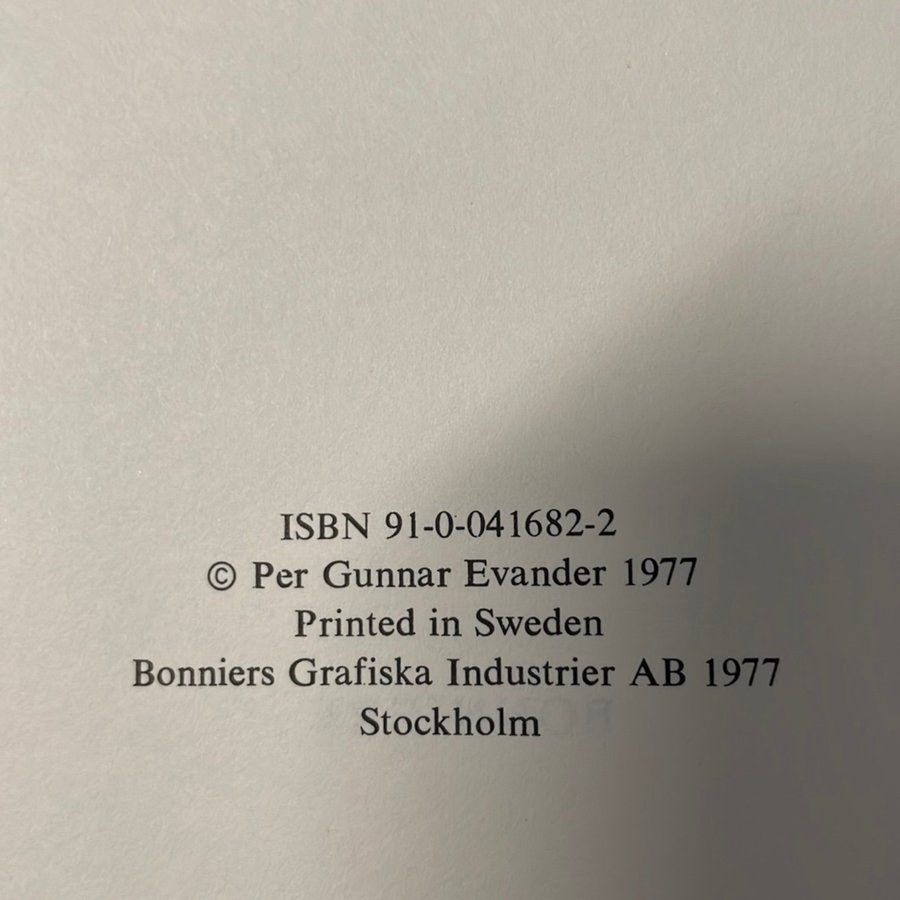 ISBN 91-0-041682-2
© Per Gunnar Evander 1977
Printed in Sweden
Bonniers Grafiska Industrier AB 1977
Stockholm